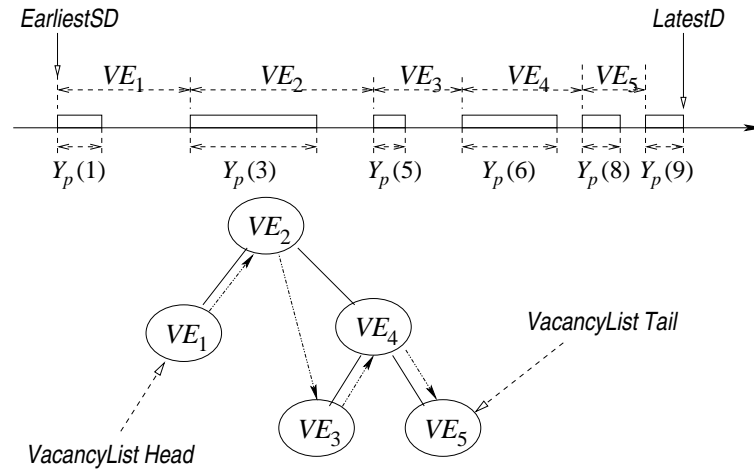 EarliestSD
LatestD
VE1 VE2 VE3 VE4 VE5
Yp(1) Yp(3) Yp(5) Yp(6) Yp(8) Yp(9)
VE2
VE1
VE4
VacancyList Tail
VE3
VE5
VacancyList Head